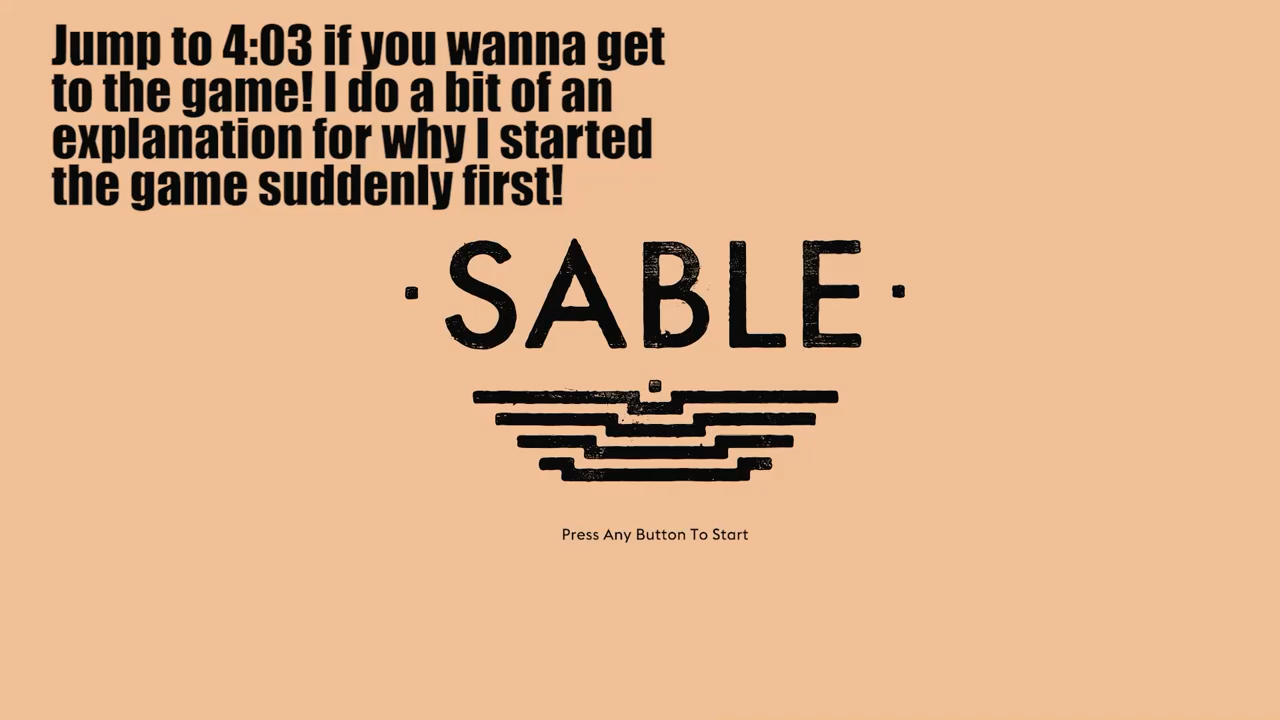 Jump to 4:03 if you wanna get
to the game! I do a bit of an
explanation for why I started
the game suddenly first!
SABLE
Press Any Button To Start